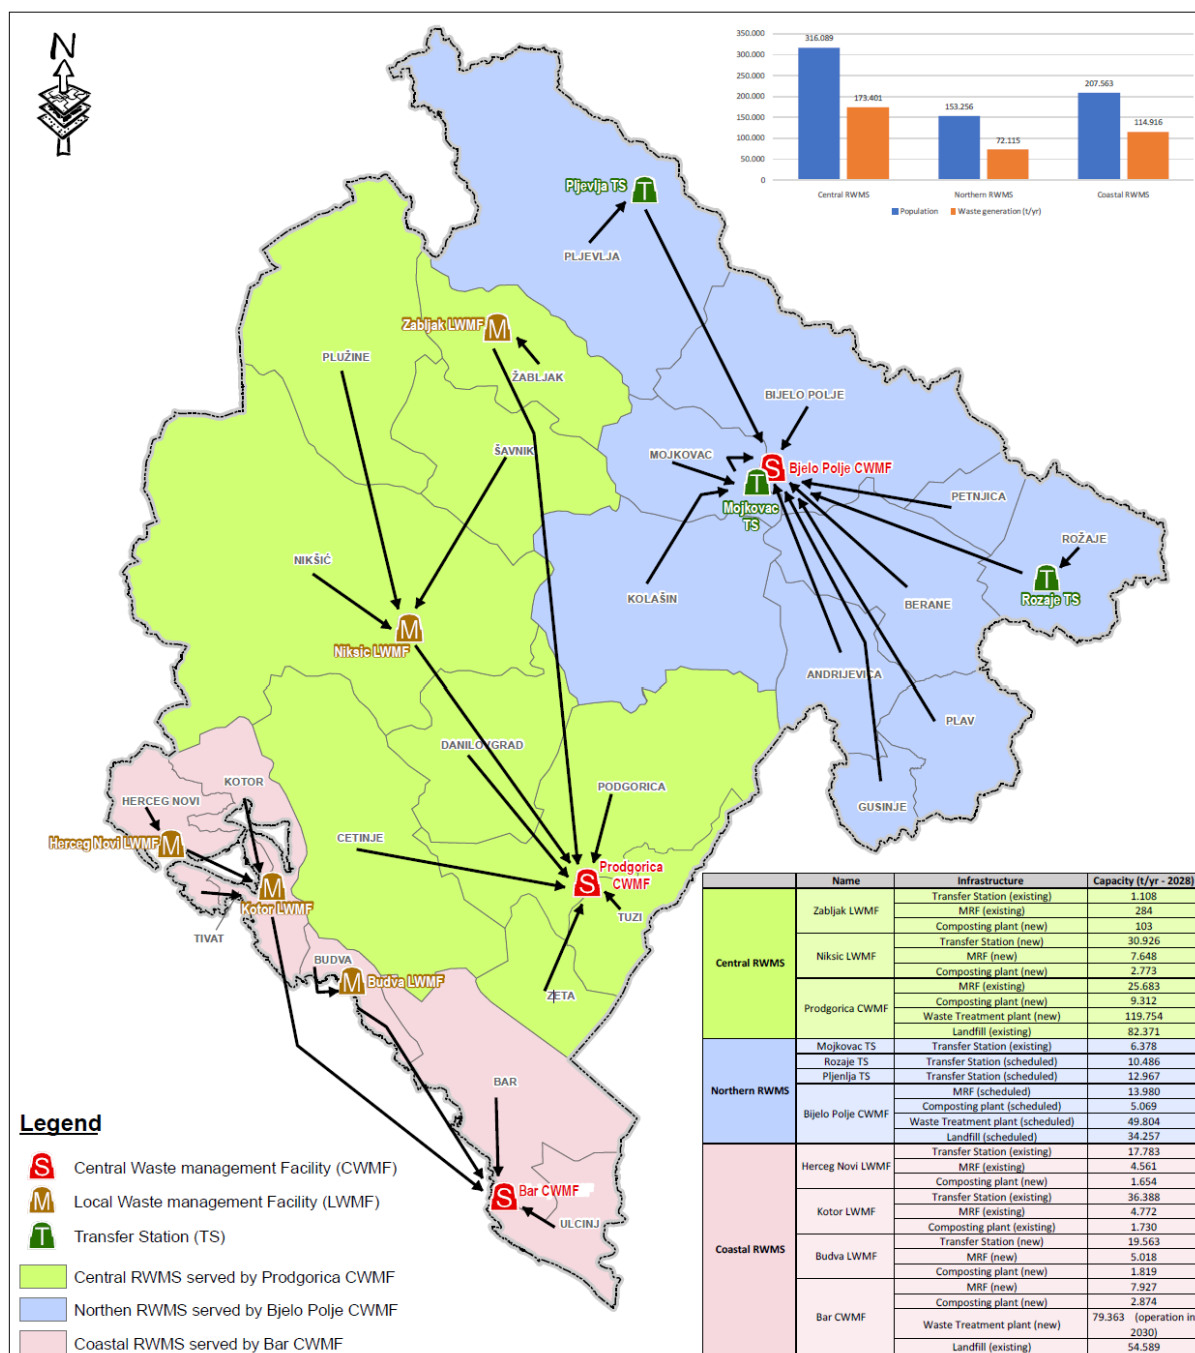 N
350.000
300.000
250.000
200.000
150.000
100.000
50.000
0
316.089
173.401
153.256
72.115
207.563
114.916
Central RWMS
Northern RWMS
Coastal RWMS
Population
Waste generation (t/yr)
Pljevlja TS
T
PLJEVLJA
Zabljak LWMF
M
ŽABLJAK
PLUŽINE
ŠAVNIK
BIJELO POLJE
MOJKOVAC
S
Bjelo Polje CWMF
T
Mojkovac
TS
PETNJICA
ROŽAJE
T
Rozaje TS
NIKŠIĆ
KOLAŠIN
BERANE
M
Niksic LWMF
ANDRIJEVICA
PLAV
DANILOVGRAD
PODGORICA
GUSINJE
KOTOR
HERCEG NOVI
Herceg Novi LWMF
M
CETINJE
Prodgorica
CWMF
S
M
Kotor LWMF
TUZI
TIVAT
BUDVA
M
Budva LWMF
ZETA
BAR
S
Bar CWMF
ULCINJ
Legend
S Central Waste management Facility (CWMF)
M Local Waste management Facility (LWMF)
T Transfer Station (TS)
Central RWMS served by Prodgorica CWMF
Northen RWMS served by Bjelo Polje CWMF
Coastal RWMS served by Bar CWMF
Name Infrastructure Capacity (t/yr - 2028)
Central RWMS
Zabljak LWMF
Transfer Station (existing) 1.108
MRF (existing) 284
Composting plant (new) 103
Niksic LWMF
Transfer Station (new) 30.926
MRF (new) 7.648
Composting plant (new) 2.773
Prodgorica CWMF
MRF (existing) 25.683
Composting plant (new) 9.312
Waste Treatment plant (new) 119.754
Landfill (existing) 82.371
Northern RWMS
Mojkovac TS Transfer Station (existing) 6.378
Rozaje TS Transfer Station (scheduled) 10.486
Pljenlja TS Transfer Station (scheduled) 12.967
Bijelo Polje CWMF
MRF (scheduled) 13.980
Composting plant (scheduled) 5.069
Waste Treatment plant (scheduled) 49.804
Landfill (scheduled) 34.257
Coastal RWMS
Herceg Novi LWMF
Transfer Station (existing) 17.783
MRF (existing) 4.561
Composting plant (new) 1.654
Kotor LWMF
Transfer Station (existing) 36.388
MRF (existing) 4.772
Composting plant (existing) 1.730
Budva LWMF
Transfer Station (new) 19.563
MRF (new) 5.018
Composting plant (new) 1.819
Bar CWMF
MRF (new) 7.927
Composting plant (new) 2.874
Waste Treatment plant (new) 79.363 (operation in
2030)
Landfill (existing) 54.589